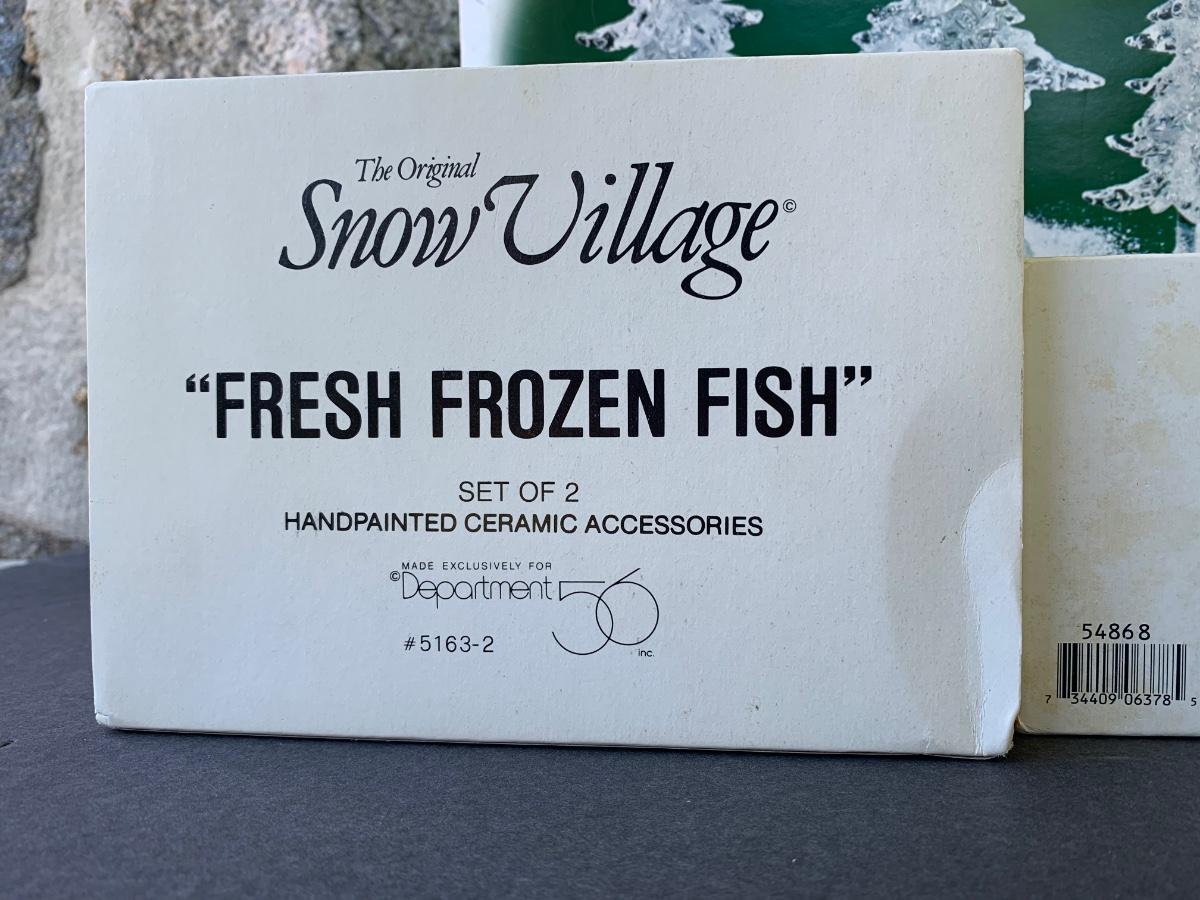 The Original
Snow Village©
“FRESH FROZEN FISH”
SET OF 2
HANDPAINTED CERAMIC ACCESSORIES
MADE EXCLUSIVELY FOR
©Department 56
inc.
#5163-2
54868
7 34409 06378 5